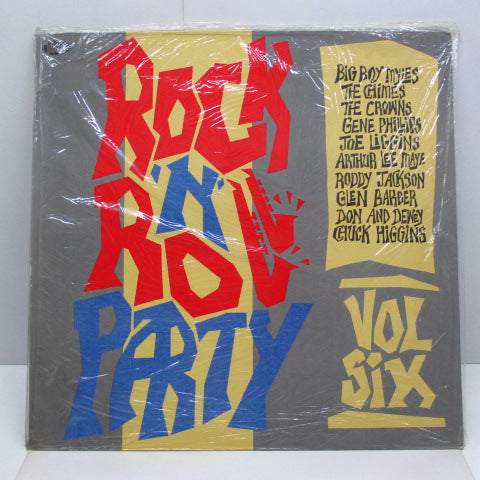 ROCK
'N'
ROLL
PARTY
BIG BOY MYLES
THE CHIMES
THE CROWNS
GENE PHILLIPS
JOE LIGGINS
ARTHUR LEE MAYE
RODDY JACKSON
GLEN BARBER
DON AND DEWEY
CHUCK HIGGINS
VOL
SIX